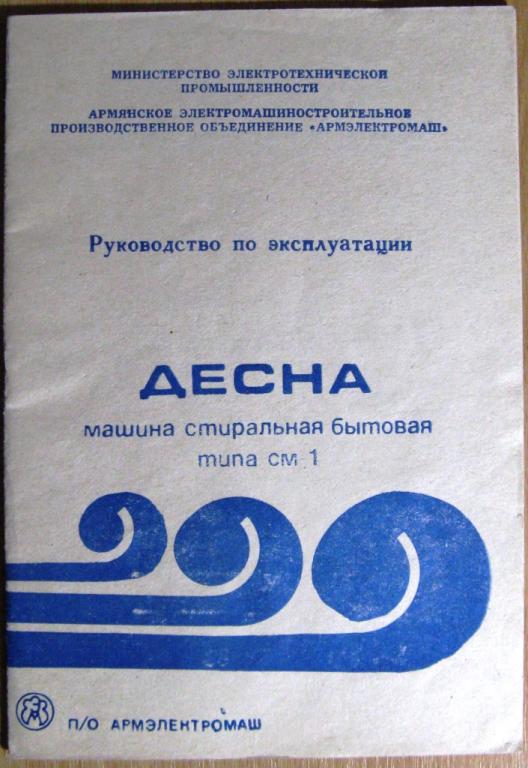 МИНИСТЕРСТВО ЭЛЕКТРОТЕХНИЧЕСКОЙ
ПРОМЫШЛЕННОСТИ
АРМЯНСКОЕ ЭЛЕКТРОМАШИНОСТРОИТЕЛЬНОЕ
ПРОИЗВОДСТВЕННОЕ ОБЪЕДИНЕНИЕ «АРМЭЛЕКТРОМАШ»
Руководство по эксплуатации
ДЕСНА
машина стиральная бытовая
типа см-1
П/О АРМЭЛЕКТРОМАШ